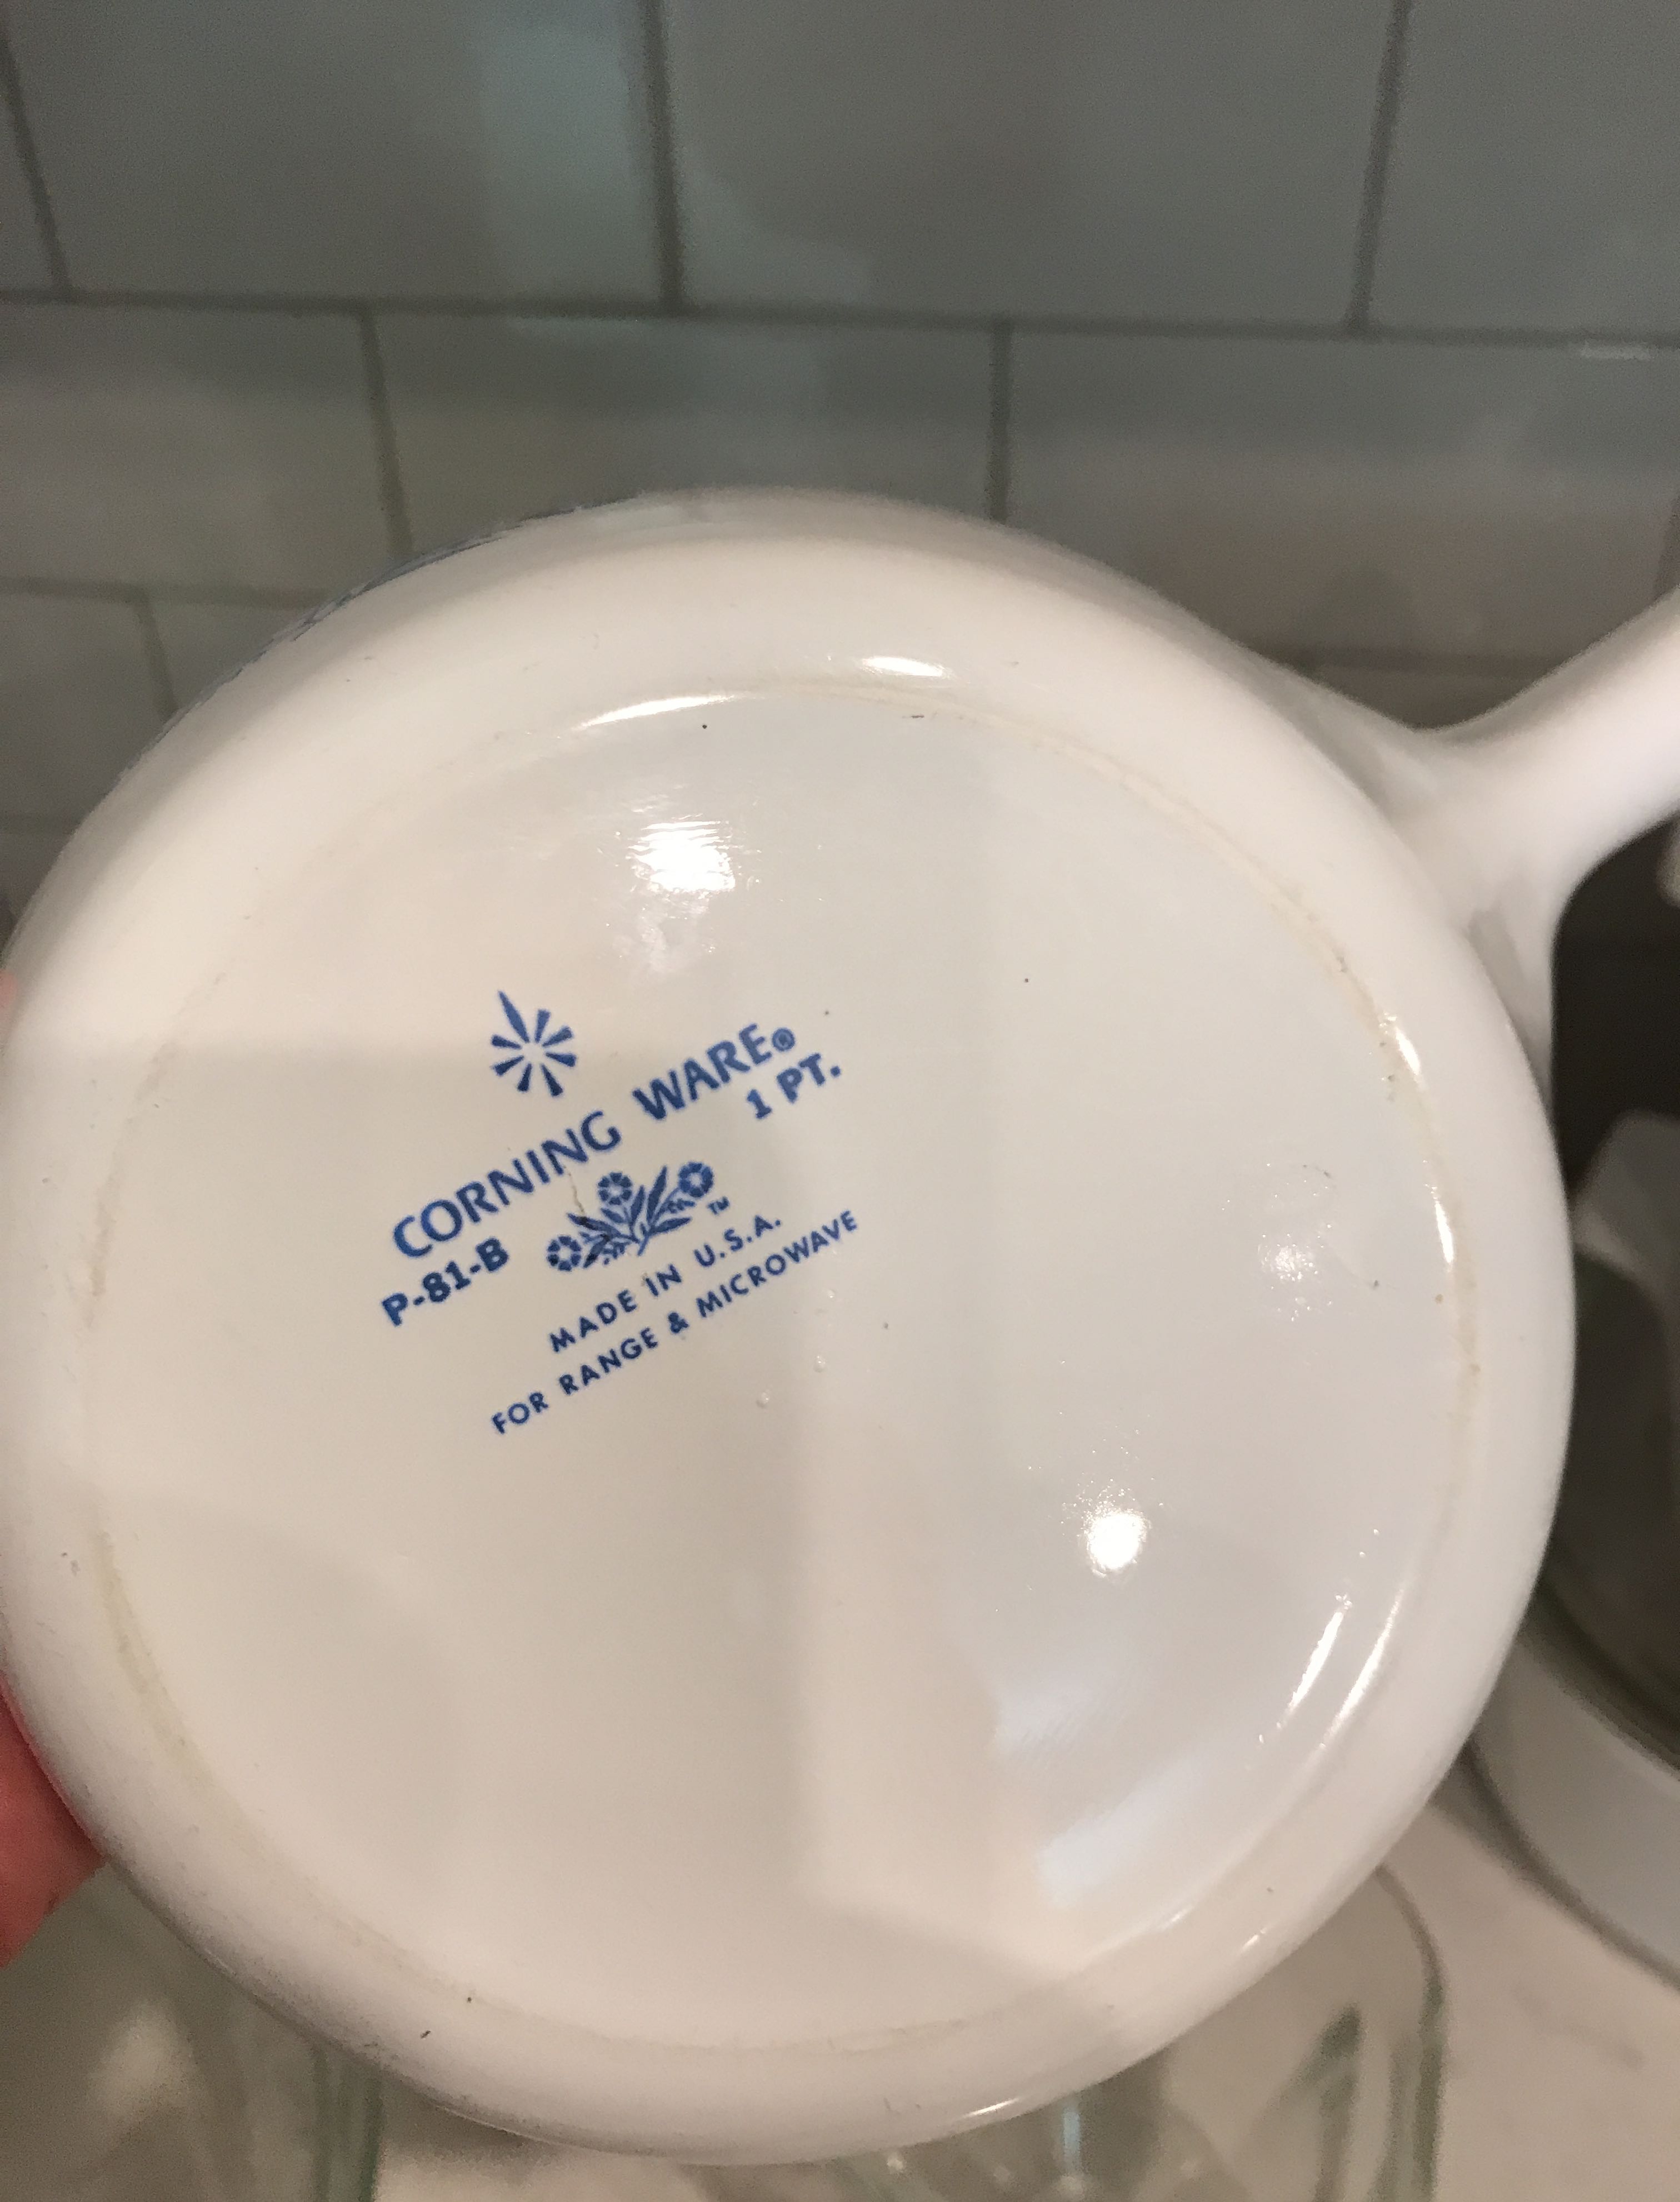 CORNING WARE®
1 PT.
P-81-B
™
MADE IN U.S.A.
FOR RANGE & MICROWAVE